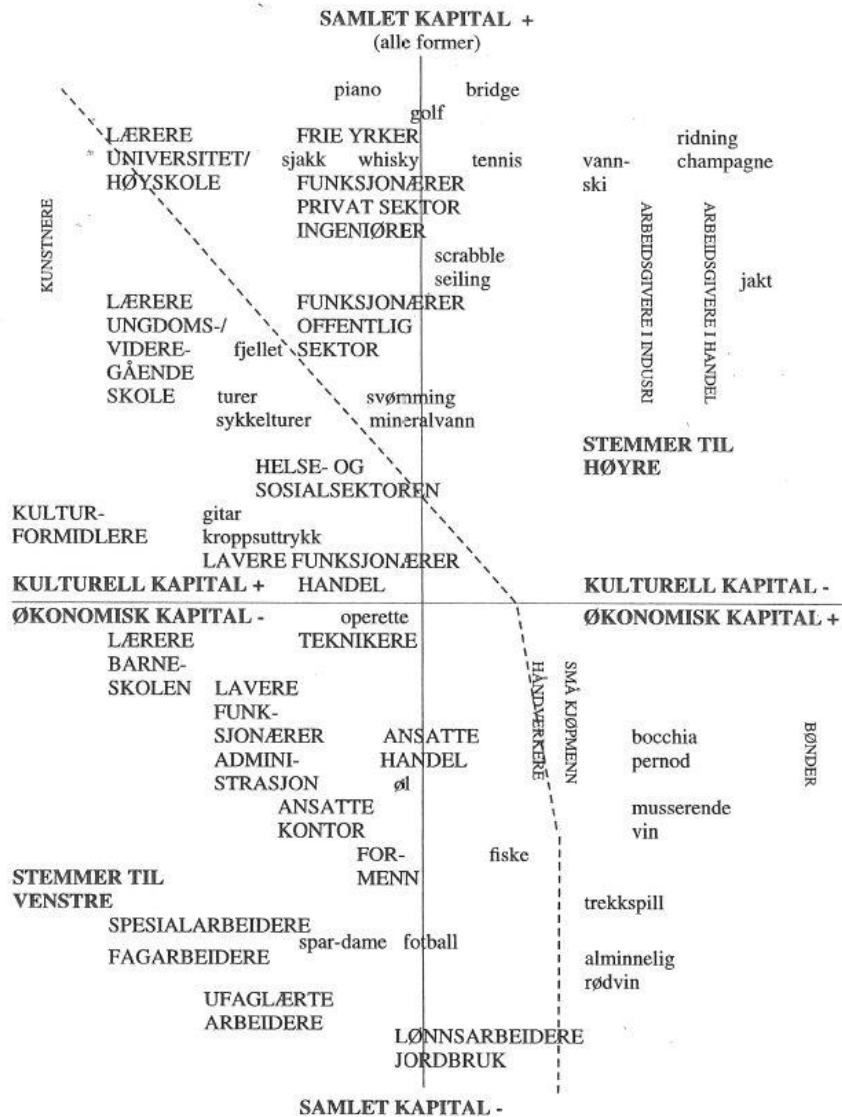 SAMLET KAPITAL +
(alle former)
piano bridge
golf
LÆRERE FRIE YRKER ridning
UNIVERSITET/ sjakk whisky tennis vann- champagne
HØYSKOLE FUNKSJONÆRER ski
PRIVAT SEKTOR
INGENIØRER
KUNSTNERE
ARBEIDSGIVERE I INDUSRI
ARBEIDSGIVERE I HANDEL
scrabble
seiling jakt
LÆRERE FUNKSJONÆRER
UNGDOMS-/ OFFENTLIG
VIDERE- fjellet SEKTOR
GÅENDE
SKOLE turer svømming
sykkelturer mineralvann
STEMMER TIL
HØYRE
HELSE- OG
SOSIALSEKTOREN
KULTUR- gitar
FORMIDLERE kroppsuttrykk
LAVERE FUNKSJONÆRER
KULTURELL KAPITAL + HANDEL KULTURELL KAPITAL -
ØKONOMISK KAPITAL - operette ØKONOMISK KAPITAL +
LÆRERE TEKNIKERE
BARNE-
SKOLEN LAVERE
FUNK-
SJONÆRER ANSATTE bocchia
ADMINI- HANDEL pernod
STRASJON øl
HÅNDVERKERE
SMÅ KJØPMENN
BØNDER
ANSATTE musserende
KONTOR vin
FOR- fiske
STEMMER TIL MENN
VENSTRE trekkspill
SPESIALARBEIDERE
spar-dame fotball
FAGARBEIDERE alminnelig
rødvin
UFAGLÆRTE
ARBEIDERE
LØNNSARBEIDERE
JORDBRUK
SAMLET KAPITAL -